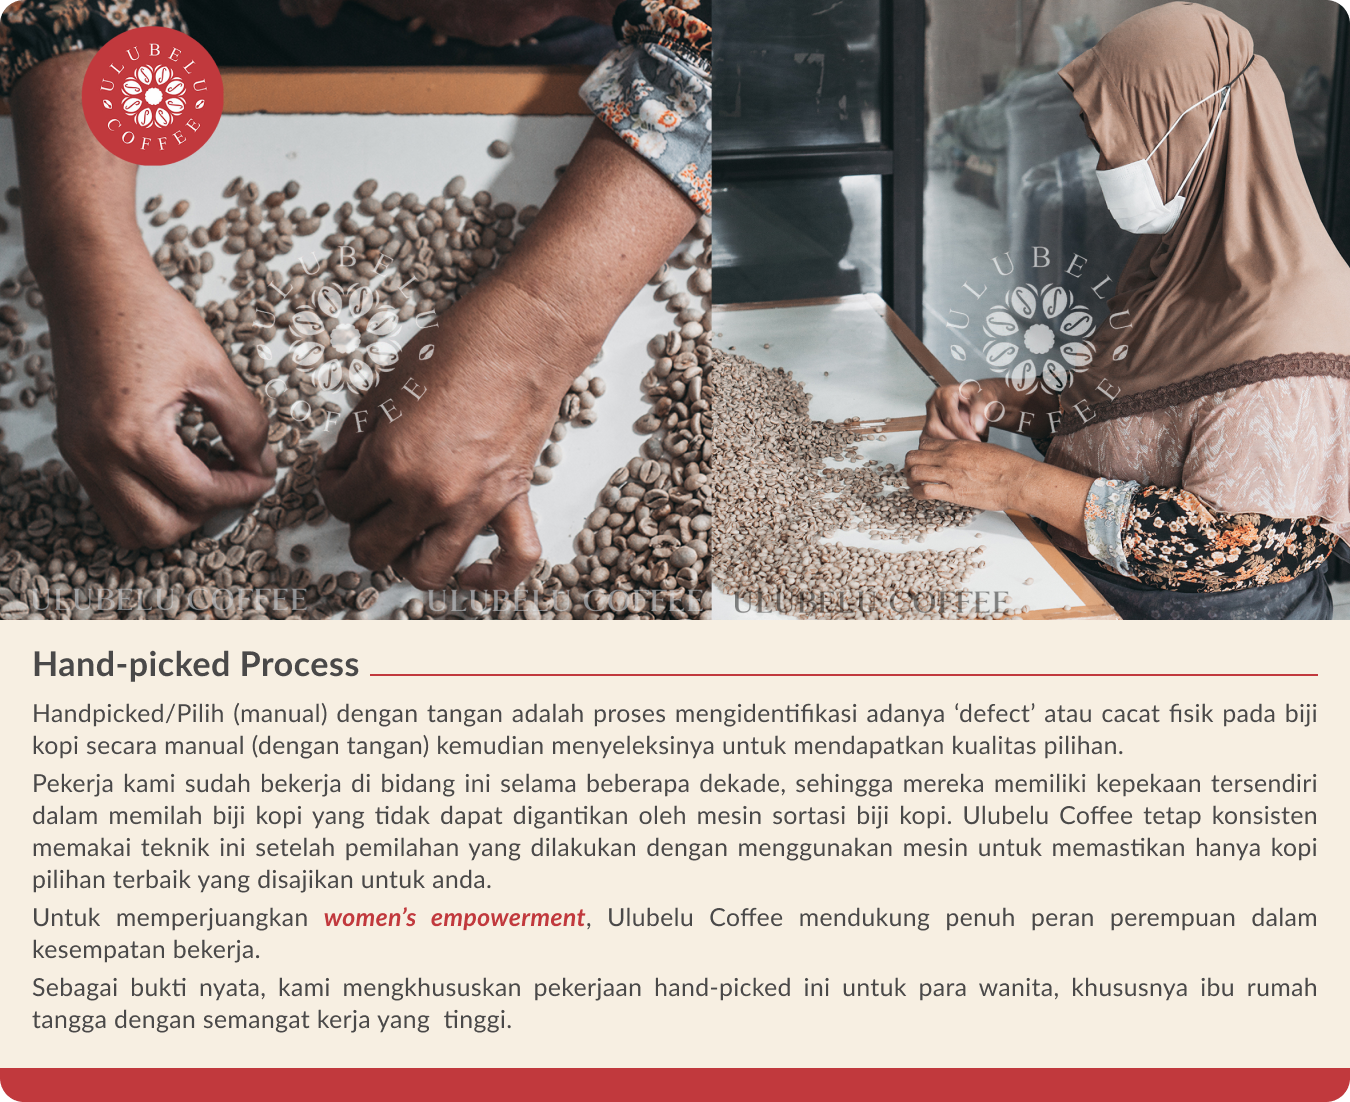 ULUBELU
COFFEE
ULUBELU
COFFEE
ULUBELU
COFFEE
ULUBELU COFFEE
ULUBELU COFFEE
ULUBELU COFFEE
Hand-picked Process
Handpicked/Pilih (manual) dengan tangan adalah proses mengidentifikasi adanya ‘defect’ atau cacat fisik pada biji
kopi secara manual (dengan tangan) kemudian menyeleksinya untuk mendapatkan kualitas pilihan.
Pekerja kami sudah bekerja di bidang ini selama beberapa dekade, sehingga mereka memiliki kepekaan tersendiri
dalam memilah biji kopi yang tidak dapat digantikan oleh mesin sortasi biji kopi. Ulubelu Coffee tetap konsisten
memakai teknik ini setelah pemilahan yang dilakukan dengan menggunakan mesin untuk memastikan hanya kopi
pilihan terbaik yang disajikan untuk anda.
Untuk memperjuangkan women’s empowerment, Ulubelu Coffee mendukung penuh peran perempuan dalam
kesempatan bekerja.
Sebagai bukti nyata, kami mengkhususkan pekerjaan hand-picked ini untuk para wanita, khususnya ibu rumah
tangga dengan semangat kerja yang  tinggi.